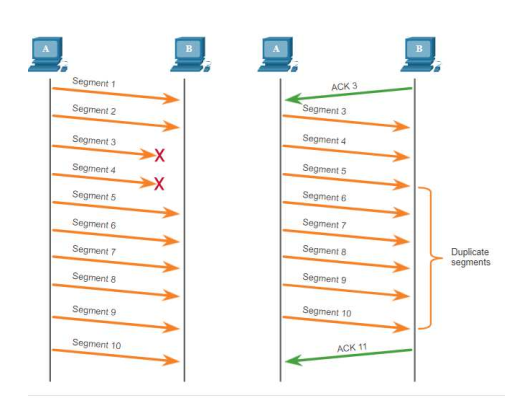 A
B
Segment 1
Segment 2
Segment 3
Segment 4
Segment 5
Segment 6
Segment 7
Segment 8
Segment 9
Segment 10
A
B
ACK 3
Segment 3
Segment 4
Segment 5
Segment 6
Segment 7
Segment 8
Segment 9
Segment 10
ACK 11
Duplicate
segments